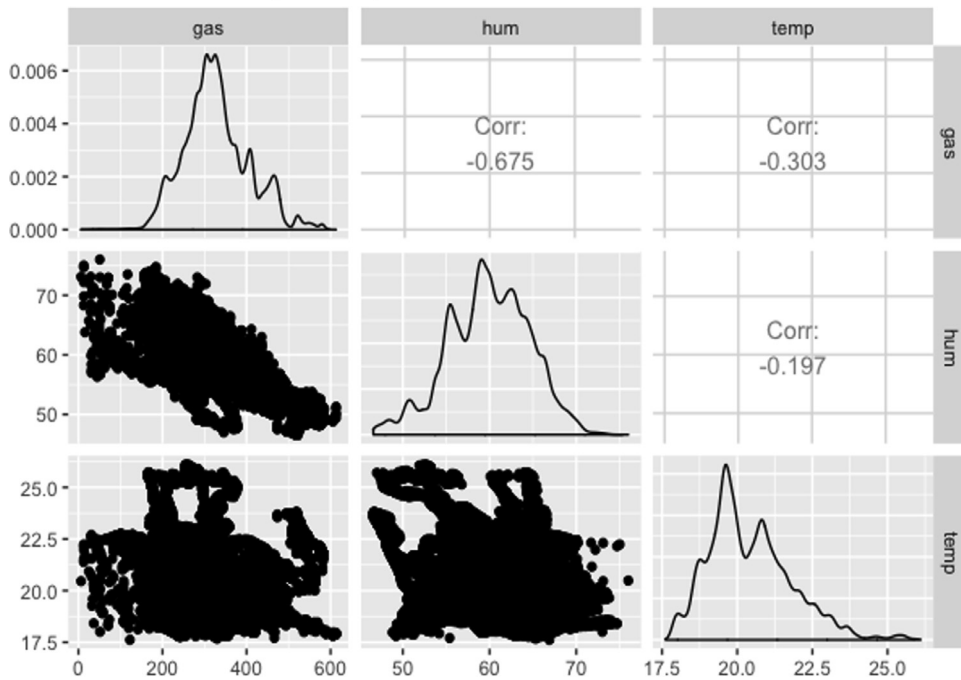 gas hum temp
0.006
0.004
0.002
0.000
Corr:
-0.675
Corr:
-0.303
gas
70
60
50
Corr:
-0.197
hum
25.0
22.5
20.0
17.5
temp
0 200 400 600 50 60 70 17.5 20.0 22.5 25.0